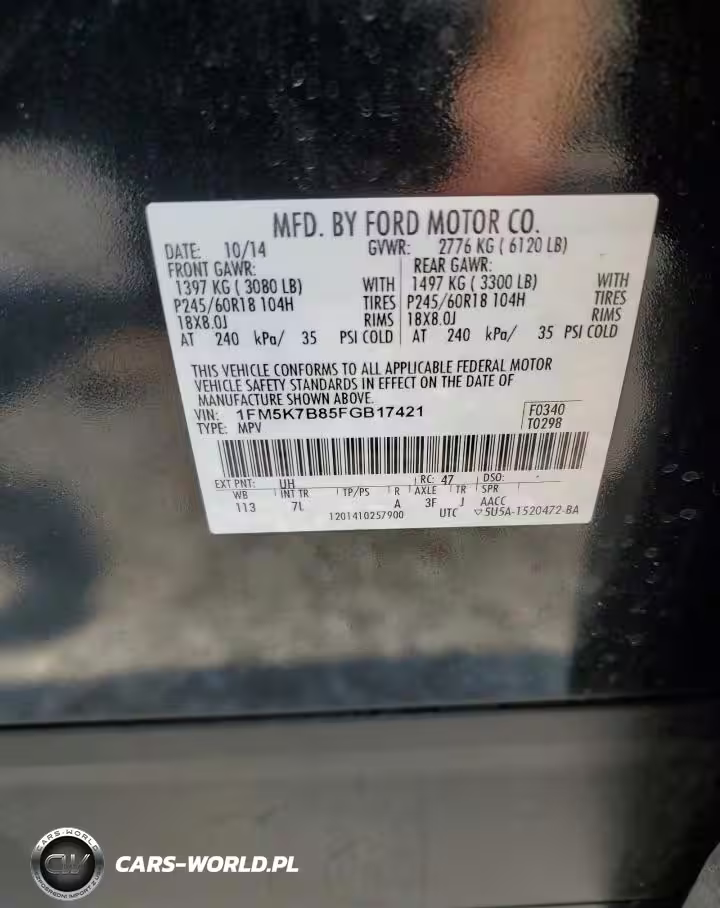 MFD. BY FORD MOTOR CO.
DATE: 10/14 GVWR: 2776 KG ( 6120 LB)
FRONT GAWR: REAR GAWR:
1397 KG ( 3080 LB) WITH 1497 KG ( 3300 LB) WITH
P245/60R18 104H TIRES P245/60R18 104H TIRES
18X8.0J RIMS 18X8.0J RIMS
AT 240 kPa/ 35 PSI COLD AT 240 kPa/ 35 PSI COLD
THIS VEHICLE CONFORMS TO ALL APPLICABLE FEDERAL MOTOR
VEHICLE SAFETY STANDARDS IN EFFECT ON THE DATE OF
MANUFACTURE SHOWN ABOVE.
VIN: 1FM5K7B85FGB17421 F0340
TYPE: MPV T0298
EXT PNT: UH RC: 47 DSO:
WB INT TR TP/PS R AXLE TR SPR
113 7L A 3F J AACC
1201410257900 UTC ▽5U5A-1520472-BA
CARS-WORLD
CW
CARS-WORLD.PL